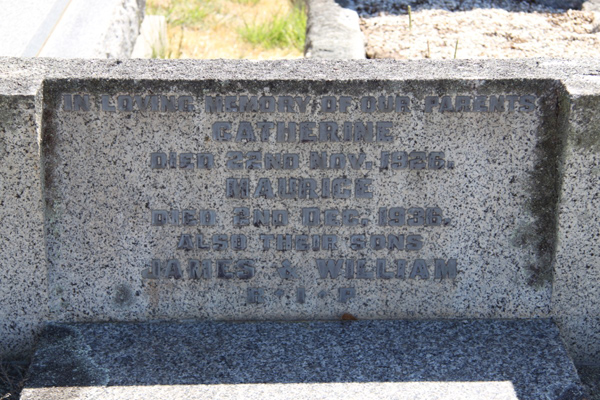 IN LOVING MEMORY OF OUR PARENTS
CATHERINE
DIED 22ND NOV. 1936.
MAURICE
DIED 2ND DEC. 1936.
ALSO THEIR SONS
JAMES & WILLIAM
R·I·P